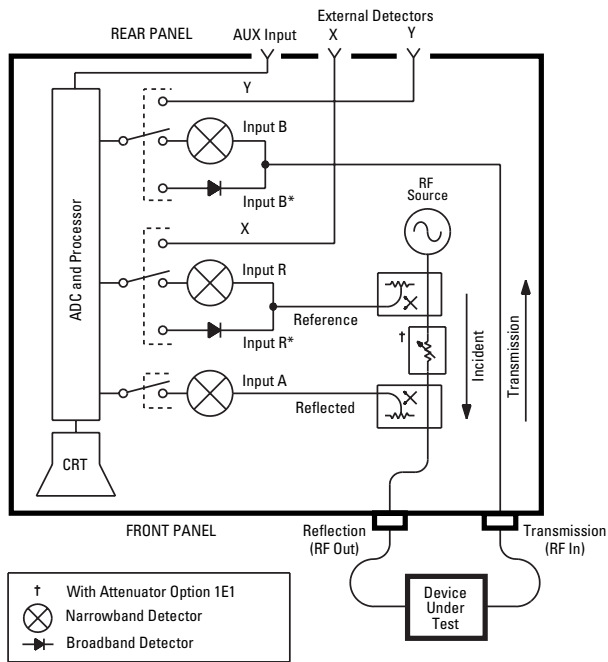 External Detectors
REAR PANEL
AUX Input
X
Y
Y
Input B
Input B*
X
RF
Source
ADC and Processor
Input R
Reference
Input R*
†
Incident
Transmission
Input A
Reflected
CRT
FRONT PANEL
Reflection
(RF Out)
Transmission
(RF In)
† With Attenuator Option 1E1
Narrowband Detector
Broadband Detector
Device
Under
Test